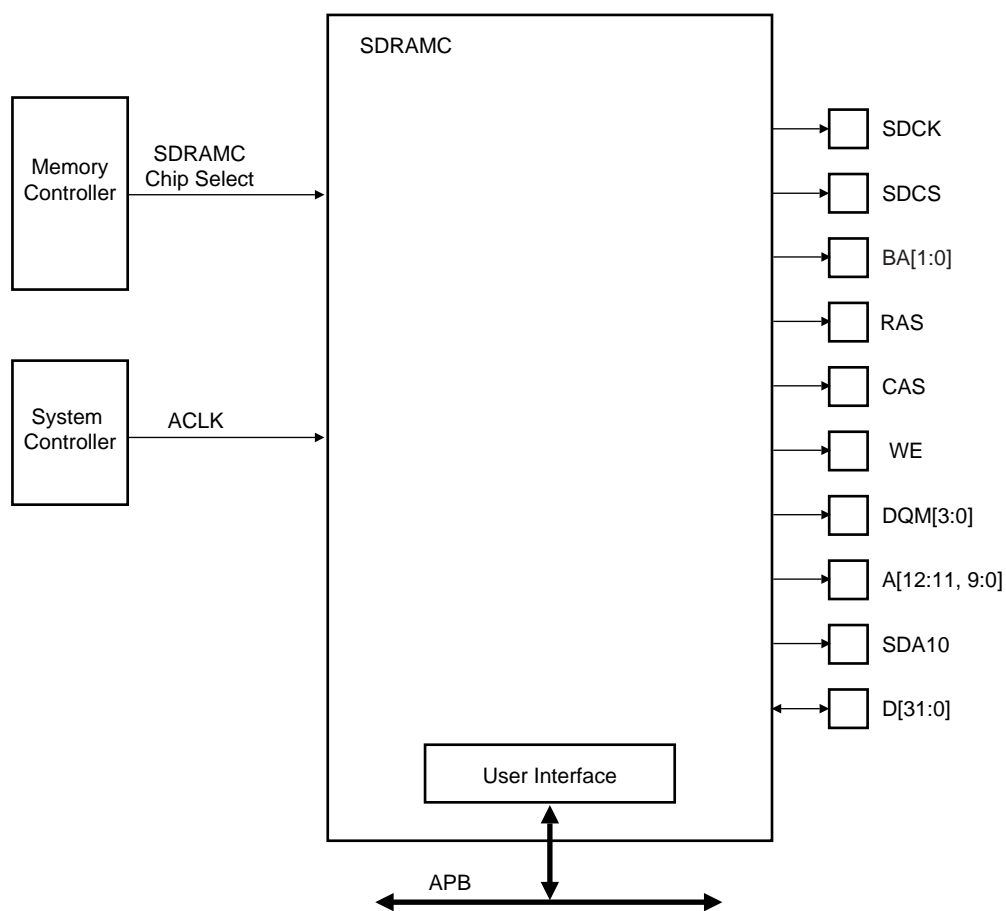 SDRAMC
Memory
Controller
SDRAMC
Chip Select
System
Controller
ACLK
SDCK
SDCS
BA[1:0]
RAS
CAS
WE
DQM[3:0]
A[12:11, 9:0]
SDA10
D[31:0]
User Interface
APB